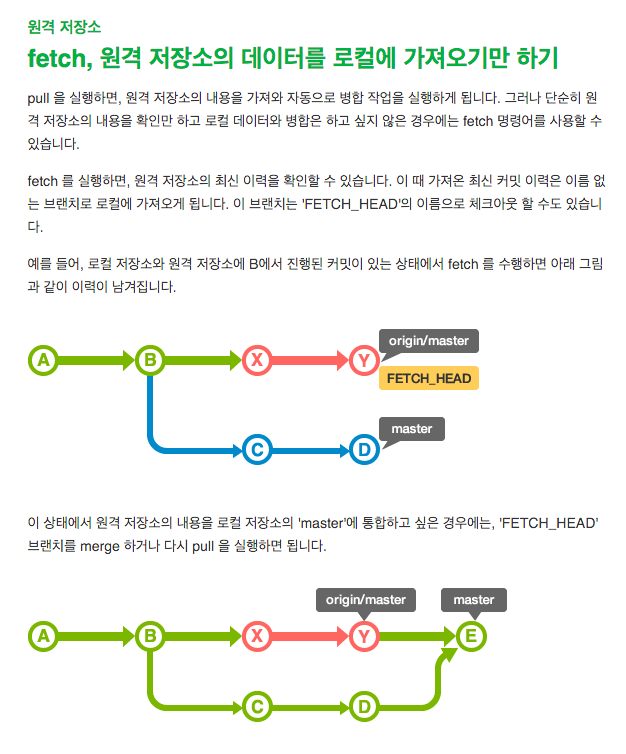 원격 저장소
fetch, 원격 저장소의 데이터를 로컬에 가져오기만 하기
pull 을 실행하면, 원격 저장소의 내용을 가져와 자동으로 병합 작업을 실행하게 됩니다. 그러나 단순히 원
격 저장소의 내용을 확인만 하고 로컬 데이터와 병합은 하고 싶지 않은 경우에는 fetch 명령어를 사용할 수
있습니다.
fetch 를 실행하면, 원격 저장소의 최신 이력을 확인할 수 있습니다. 이 때 가져온 최신 커밋 이력은 이름 없
는 브랜치로 로컬에 가져오게 됩니다. 이 브랜치는 'FETCH_HEAD'의 이름으로 체크아웃 할 수도 있습니
다.
예를 들어, 로컬 저장소와 원격 저장소에 B에서 진행된 커밋이 있는 상태에서 fetch 를 수행하면 아래 그림
과 같이 이력이 남겨집니다.
origin/master
A B X Y
FETCH_HEAD
master
C D
이 상태에서 원격 저장소의 내용을 로컬 저장소의 'master'에 통합하고 싶은 경우에는, 'FETCH_HEAD'
브랜치를 merge 하거나 다시 pull 을 실행하면 됩니다.
origin/master master
A B X Y E
C D